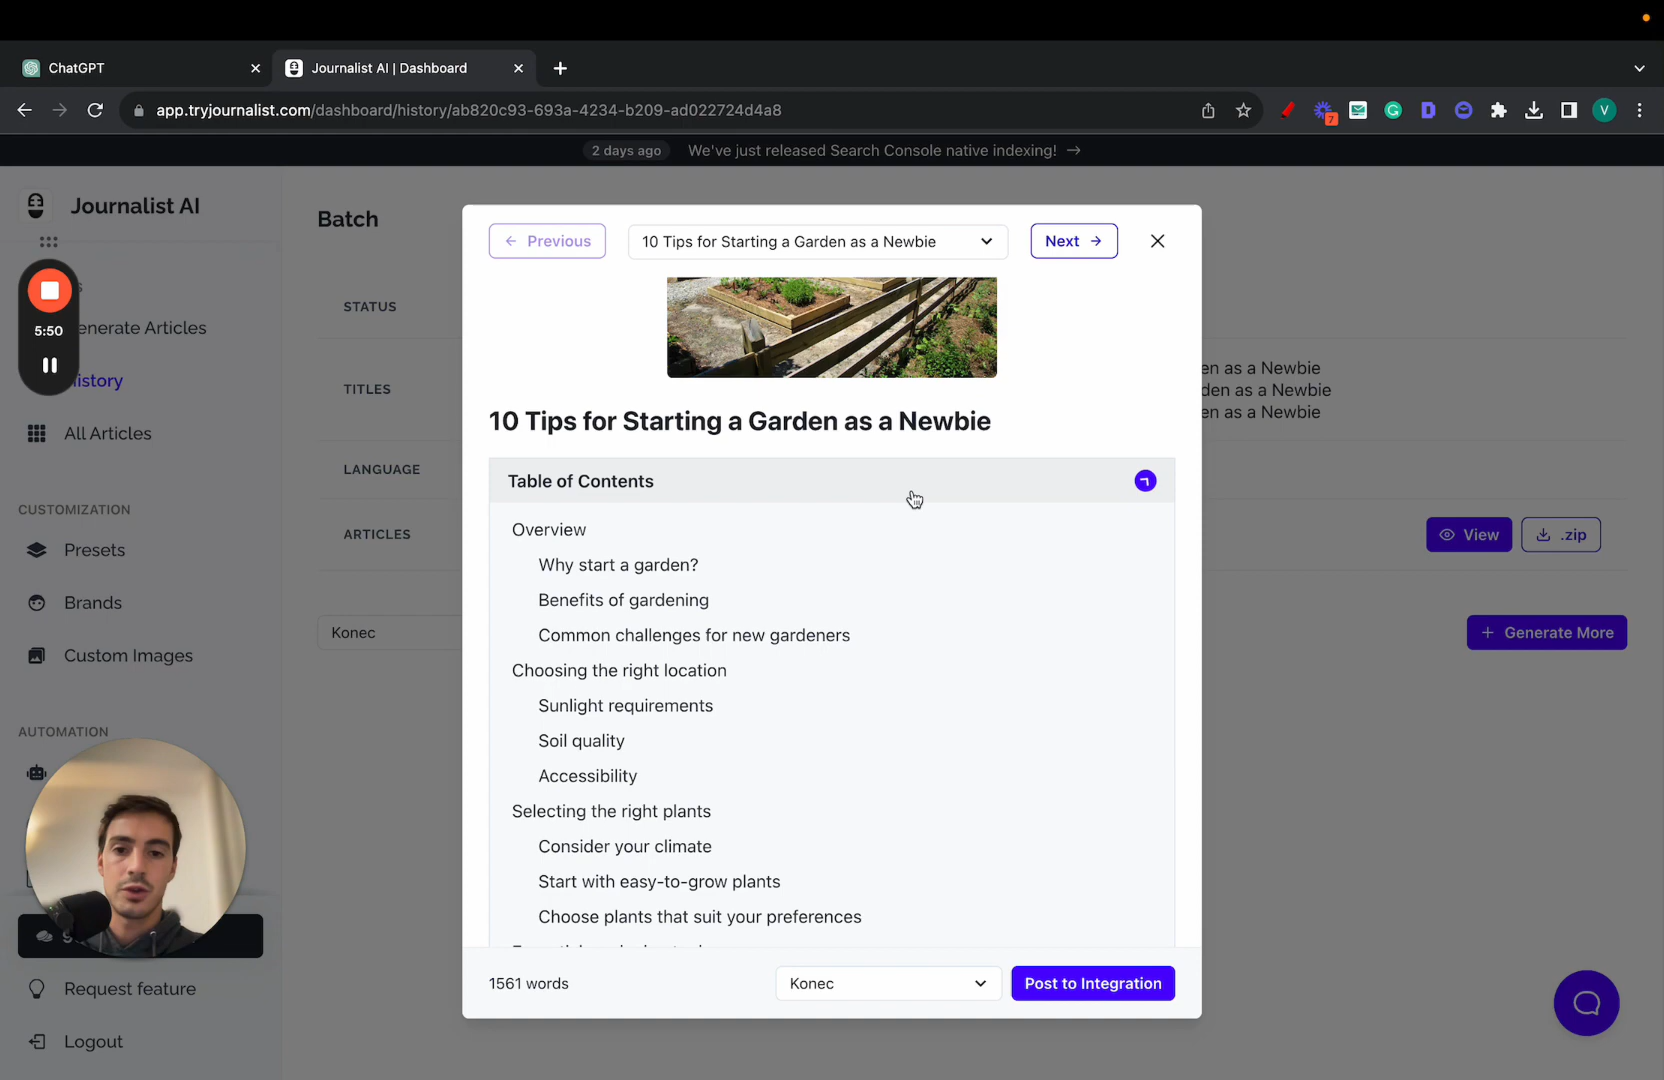 ChatGPT
Journalist AI | Dashboard
app.tryjournalist.com/dashboard/history/ab820c93-693a-4234-b209-ad022724d4a8
7
V
2 days ago We've just released Search Console native indexing! →
Journalist AI
5:50
enerate Articles
istory
All Articles
CUSTOMIZATION
Presets
Brands
Custom Images
AUTOMATION
Request feature
Logout
Batch
STATUS
TITLES
en as a Newbie
den as a Newbie
en as a Newbie
LANGUAGE
ARTICLES
View
.zip
Konec
+ Generate More
← Previous
10 Tips for Starting a Garden as a Newbie
Next →
10 Tips for Starting a Garden as a Newbie
Table of Contents
Overview
Why start a garden?
Benefits of gardening
Common challenges for new gardeners
Choosing the right location
Sunlight requirements
Soil quality
Accessibility
Selecting the right plants
Consider your climate
Start with easy-to-grow plants
Choose plants that suit your preferences
1561 words
Konec
Post to Integration